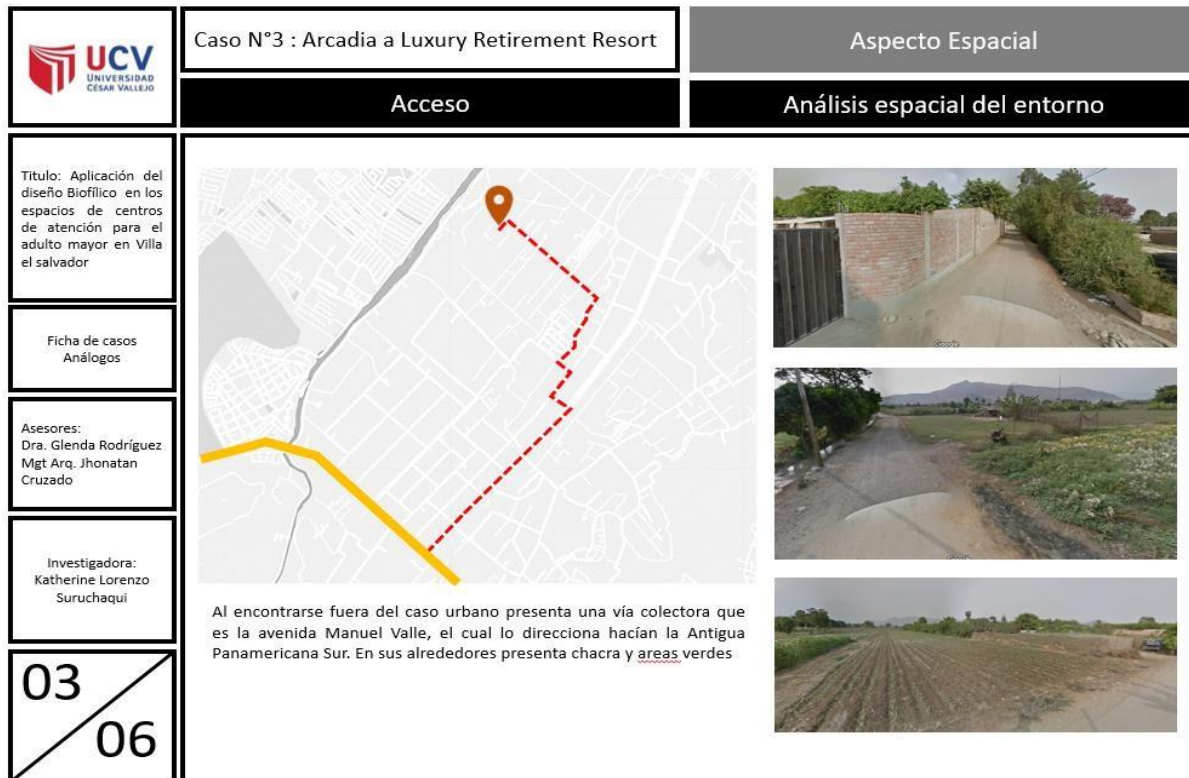 UCV
UNIVERSIDAD
CÉSAR VALLEJO
Caso N°3 : Arcadia a Luxury Retirement Resort
Aspecto Espacial
Acceso
Análisis espacial del entorno
Titulo: Aplicación del
diseño Biofílico en los
espacios de centros
de atención para el
adulto mayor en Villa
el salvador
Ficha de casos
Análogos
Asesores:
Dra. Glenda Rodríguez
Mgt Arq. Jhonatan
Cruzado
Investigadora:
Katherine Lorenzo
Suruchaqui
03
06
Al encontrarse fuera del caso urbano presenta una vía colectora que
es la avenida Manuel Valle, el cual lo direcciona hacían la Antigua
Panamericana Sur. En sus alrededores presenta chacra y areas verdes
Google
Google